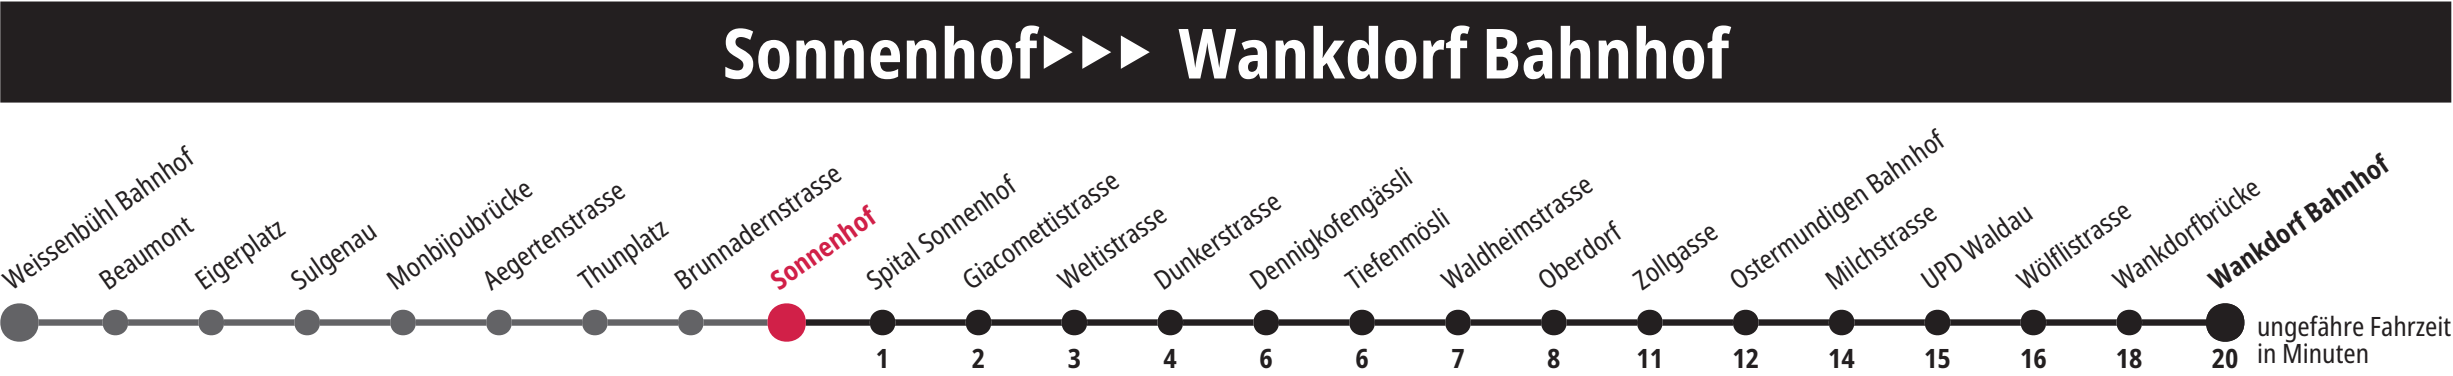 Sonnenhof▶▶▶ Wankdorf Bahnhof
Weissenbühl Bahnhof
Beaumont
Eigerplatz
Sulgenau
Monbijoubrücke
Aegertenstrasse
Thunplatz
Brunnadernstrasse
Sonnenhof
Spital Sonnenhof
Giacomettistrasse
Weltistrasse
Dunkerstrasse
Dennigkofengässli
Tiefenmösli
Waldheimstrasse
Oberdorf
Zollgasse
Ostermundigen Bahnhof
Milchstrasse
UPD Waldau
Wölflistrasse
Wankdorfbrücke
Wankdorf Bahnhof
1 2 3 4 6 6 7 8 11 12 14 15 16 18 20
ungefähre Fahrzeit
in Minuten